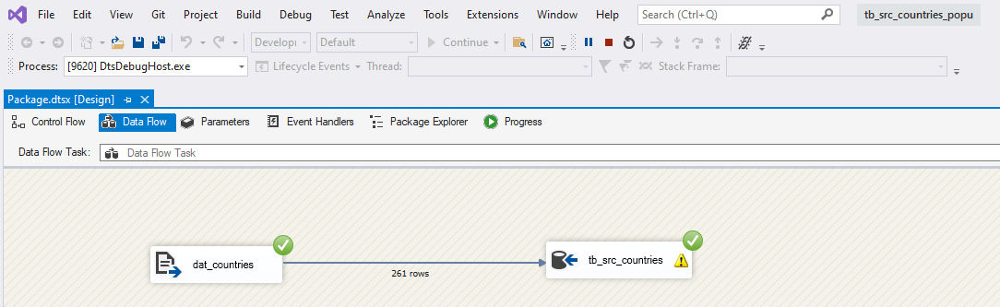 File Edit View Project Build Debug Test Analyze Tools Extensions Window Help Search (Ctrl+Q) tb_src_countries_popu
Developi Default Continue
Process: [9620] DtsDebugHost.exe Lifecycle Events Thread: Stack Frame:
Package.dtsx [Design]
Control Flow Data Flow Parameters Event Handlers Package Explorer Progress
Data Flow Task: Data Flow Task
dat_countries
tb_src_countries
261 rows